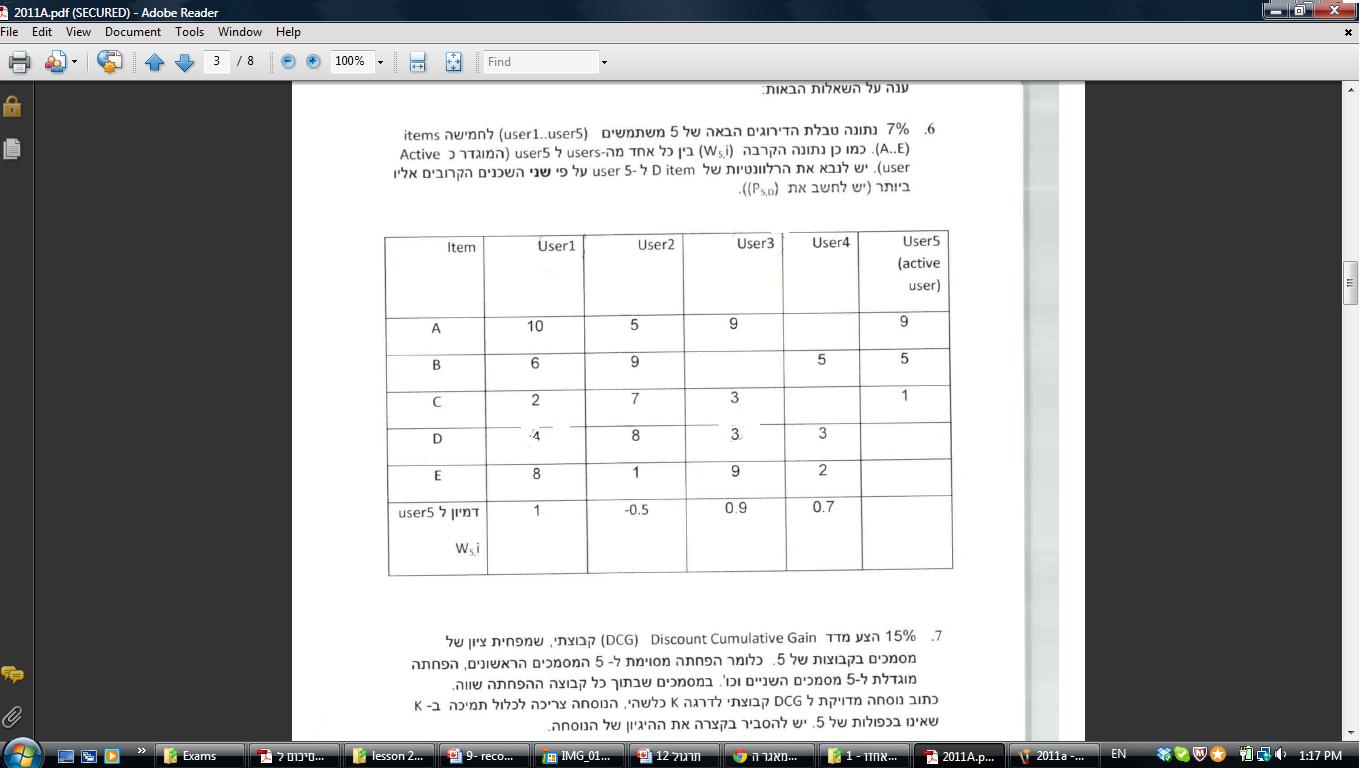 2011A.pdf (SECURED) - Adobe Reader
File Edit View Document Tools Window Help
3 / 8 100% Find
ענה על השאלות הבאות:
6. 7% נתונה טבלת הדירוגים הבאה של 5 משתמשים (user1..user5) לחמישה items
(A..E). כמו כן נתונה הקרבה (W5,i) בין כל אחד מה-users ל user5 (המוגדר כ Active
user). יש לנבא את הרלוונטיות של D item ל- user 5 על פי שני השכנים הקרובים אליו
ביותר (יש לחשב את (P5,D)).
Item User1 User2 User3 User4 User5
(active
user)
A 10 5 9 9
B 6 9 5 5
C 2 7 3 1
D 4 8 3 3
E 8 1 9 2
דמיון ל user5 1 -0.5 0.9 0.7
W5,i
7. 15% הצע מדד Discount Cumulative Gain (DCG) קבוצתי, שמפחית ציון של
מסמכים בקבוצות של 5. כלומר הפחתה מסוימת ל- 5 המסמכים הראשונים, הפחתה
מוגדלת ל-5 מסמכים השניים וכו'. במסמכים שבתוך כל קבוצה ההפחתה שווה.
כתוב נוסחה מדויקת ל DCG קבוצתי לדרגה K כלשהי, הנוסחה צריכה לכלול תמיכה ב- K
שאינו בכפולות של 5. יש להסביר בקצרה את ההיגיון של הנוסחה.
» Exams סיכום ל... lesson 2... 9- reco... IMG_01... תרגול 12 מאגר ה... אחזו - 1... 2011A.p... 2011a -... EN 1:17 PM